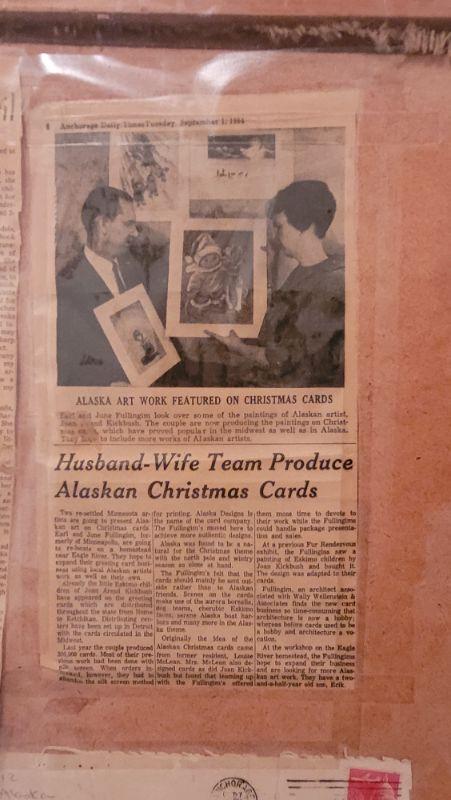 Anchorage Daily Times Tuesday, September 1, 1964
ALASKA ART WORK FEATURED ON CHRISTMAS CARDS
Earl and June Fullingim look over some of the paintings of Alaskan artist,
Joan Kickbush. The couple are now producing the paintings on Christ-
which have proved popular in the midwest as well as in Alaska.
They hope to include more works of Alaskan artists.
Husband-Wife Team Produce
Alaskan Christmas Cards
Two re-settled Minnesota ar-
tists are going to present Alas-
kan art on Christmas cards.
Earl and June Fullingim, for-
merly of Minneapolis, are going
to re-locate on a homestead
near Eagle River. They hope to
expand their greeting card busi-
ness using local Alaskan artists
work as well as their own.
Already the little Eskimo chil-
dren of Joan Arend Kickbush
have appeared on the greeting
cards which are distributed
throughout the state from Nome
to Ketchikan. Distributing cen-
ters have been set up in Detroit
with the cards circulated in the
Midwest.
Last year the couple produced
cards. Most of their pre-
vious work had been done with
silk screen. When orders in-
creased, however, they had to
abandon the silk screen method
for printing. Alaska Designs is
the name of the card company.
The Fullingim's moved here to
achieve more authentic designs.
Alaska was found to be a na-
tural for the Christmas theme
with the north pole and wintry
season so close at hand.
The Fullingim's felt that the
cards should mainly be sent out-
side rather than to Alaskan
friends. Scenes on the cards
make use of the aurora borealis,
dog teams, cherubic Eskimo
faces, serene Alaska boat har-
bors and many more in the Alas-
ka theme.
Originally the idea of the
Alaskan Christmas cards came
from former resident, Louise
McLean. Mrs. McLean also de-
signed cards as did Joan Kick-
bush but found that teaming up
with the Fullingim's offered
them more time to devote to
their work while the Fullingims
could handle package presenta-
tion and sales.
At a previous Fur Rendezvous
exhibit, the Fullingims saw a
painting of Eskimo children by
Joan Kickbush and bought it.
The design was adapted to their
cards.
Fullingim, an architect asso-
ciated with Wally Wellenstein &
Associates finds the new card
business so time-consuming that
architecture is now a hobby;
whereas before cards used to be
a hobby and architecture a vo-
cation.
At the workshop on the Eagle
River homestead, the Fullingims
hope to expand their business
and are looking for more Alas-
kan art work. They have a two-
and-a-half-year old son, Erik.
Alaska